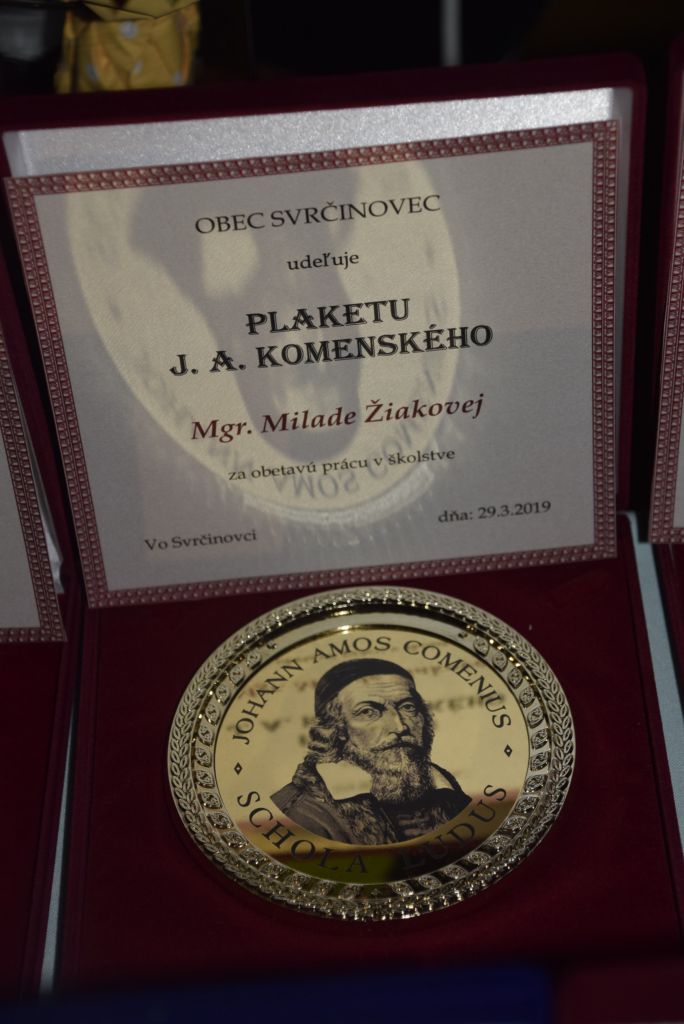 OBEC SVRČINOVEC
udeľuje
PLAKETU
J. A. KOMENSKÉHO
Mgr. Milade Žiakovej
za obetavú prácu v školstve
dňa: 29.3.2019
Vo Svrčinovci
JOHANN AMOS COMENIUS
SCHOLA LUDUS